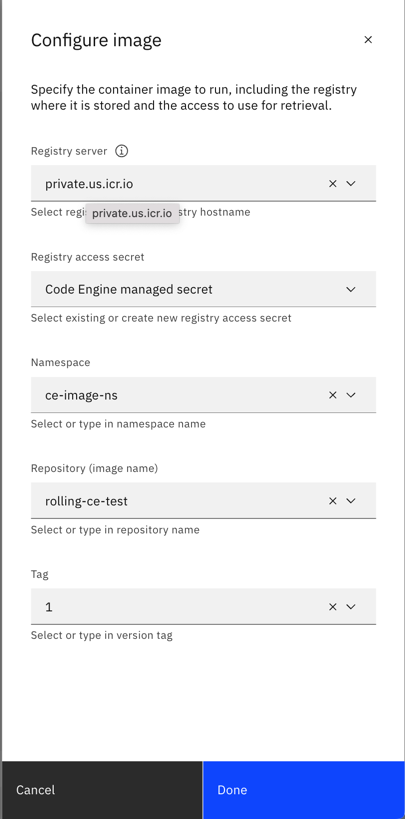 Configure image
Specify the container image to run, including the registry
where it is stored and the access to use for retrieval.
Registry server
private.us.icr.io
Select regi
private.us.icr.io
stry hostname
Registry access secret
Code Engine managed secret
Select existing or create new registry access secret
Namespace
ce-image-ns
Select or type in namespace name
Repository (image name)
rolling-ce-test
Select or type in repository name
Tag
1
Select or type in version tag
Cancel
Done